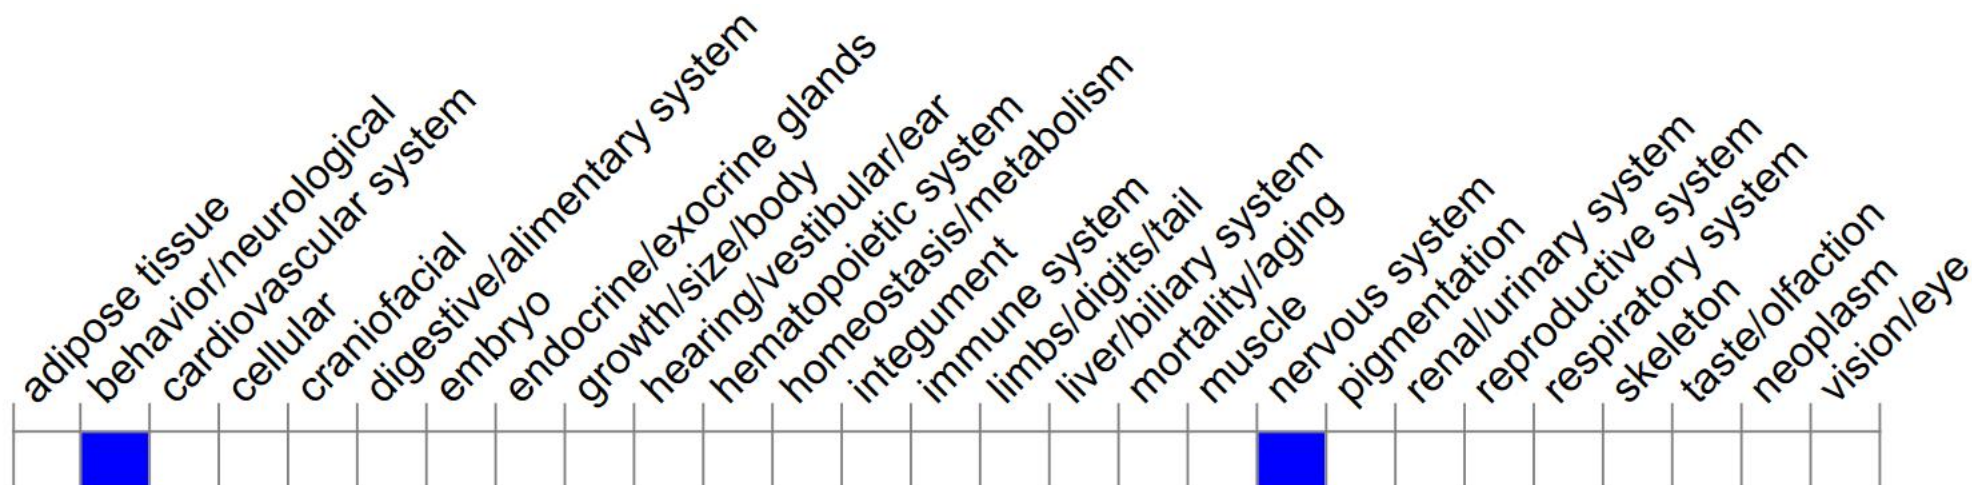 adipose tissue
behavior/neurological
cardiovascular system
cellular
craniofacial
digestive/alimentary system
embryo
endocrine/exocrine glands
growth/size/body
hearing/vestibular/ear
hematopoietic system
homeostasis/metabolism
integument
immune system
limbs/digits/tail
liver/biliary system
mortality/aging
muscle
nervous system
pigmentation
renal/urinary system
reproductive system
respiratory system
skeleton
taste/olfaction
neoplasm
vision/eye